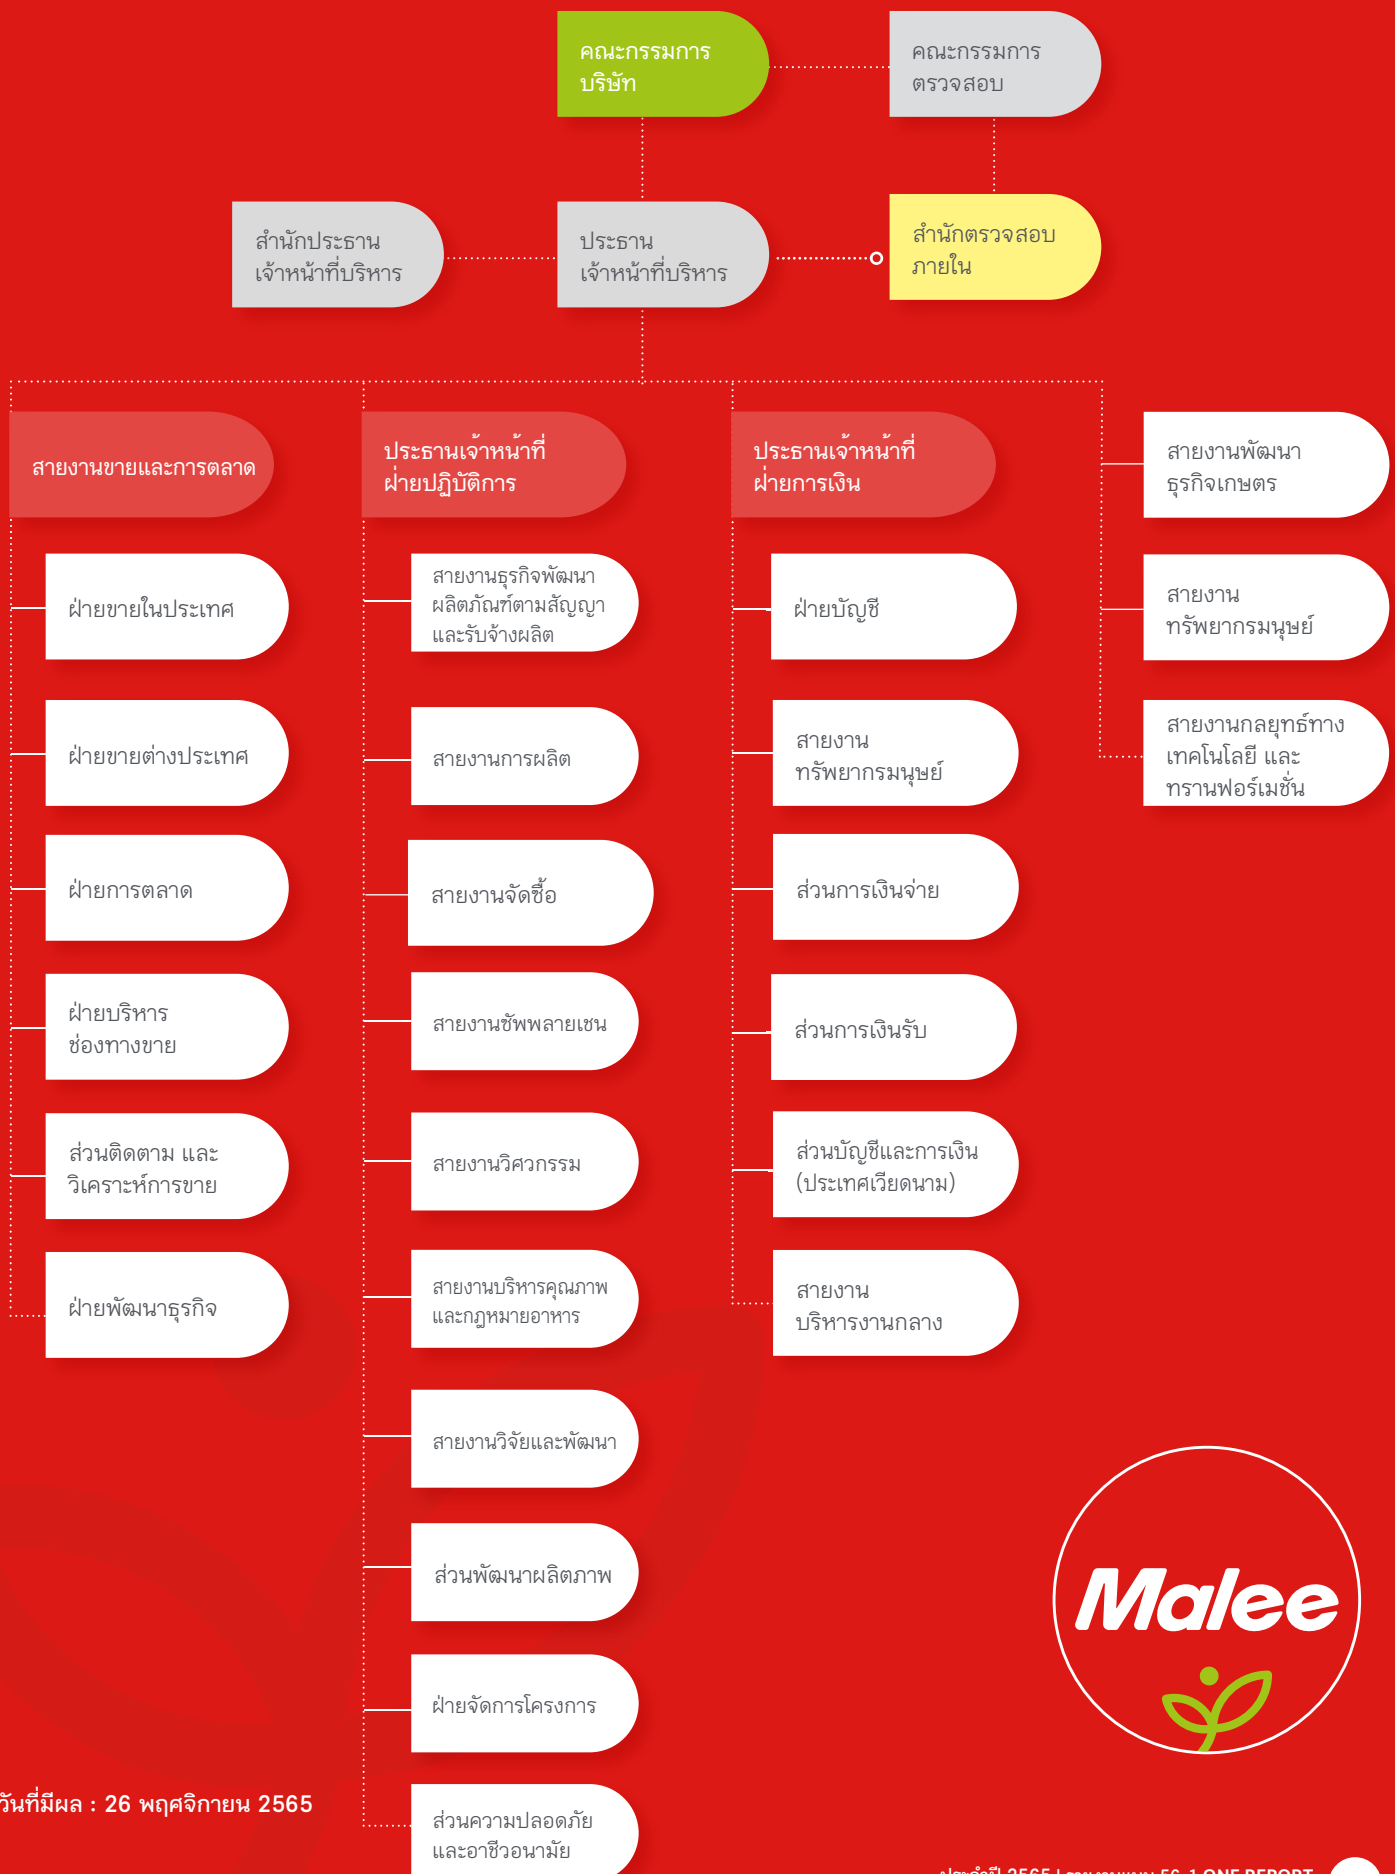 คณะกรรมการ
บริษัท
คณะกรรมการ
ตรวจสอบ
สำนักประธาน
เจ้าหน้าที่บริหาร
ประธาน
เจ้าหน้าที่บริหาร
สำนักตรวจสอบ
ภายใน
สายงานขายและการตลาด
ฝ่ายขายในประเทศ
ฝ่ายขายต่างประเทศ
ฝ่ายการตลาด
ฝ่ายบริหาร
ช่องทางขาย
ส่วนติดตาม และ
วิเคราะห์การขาย
ฝ่ายพัฒนาธุรกิจ
ประธานเจ้าหน้าที่
ฝ่ายปฏิบัติการ
สายงานธุรกิจพัฒนา
ผลิตภัณฑ์ตามสัญญา
และรับจ้างผลิต
สายงานการผลิต
สายงานจัดซื้อ
สายงานซัพพลายเชน
สายงานวิศวกรรม
สายงานบริหารคุณภาพ
และกฎหมายอาหาร
สายงานวิจัยและพัฒนา
ส่วนพัฒนาผลิตภาพ
ฝ่ายจัดการโครงการ
ส่วนความปลอดภัย
และอาชีวอนามัย
ประธานเจ้าหน้าที่
ฝ่ายการเงิน
ฝ่ายบัญชี
สายงาน
ทรัพยากรมนุษย์
ส่วนการเงินจ่าย
ส่วนการเงินรับ
ส่วนบัญชีและการเงิน
(ประเทศเวียดนาม)
สายงาน
บริหารงานกลาง
สายงานพัฒนา
ธุรกิจเกษตร
สายงาน
ทรัพยากรมนุษย์
สายงานกลยุทธ์ทาง
เทคโนโลยี และ
ทรานฟอร์เมชั่น
Malee
วันที่มีผล : 26 พฤศจิกายน 2565